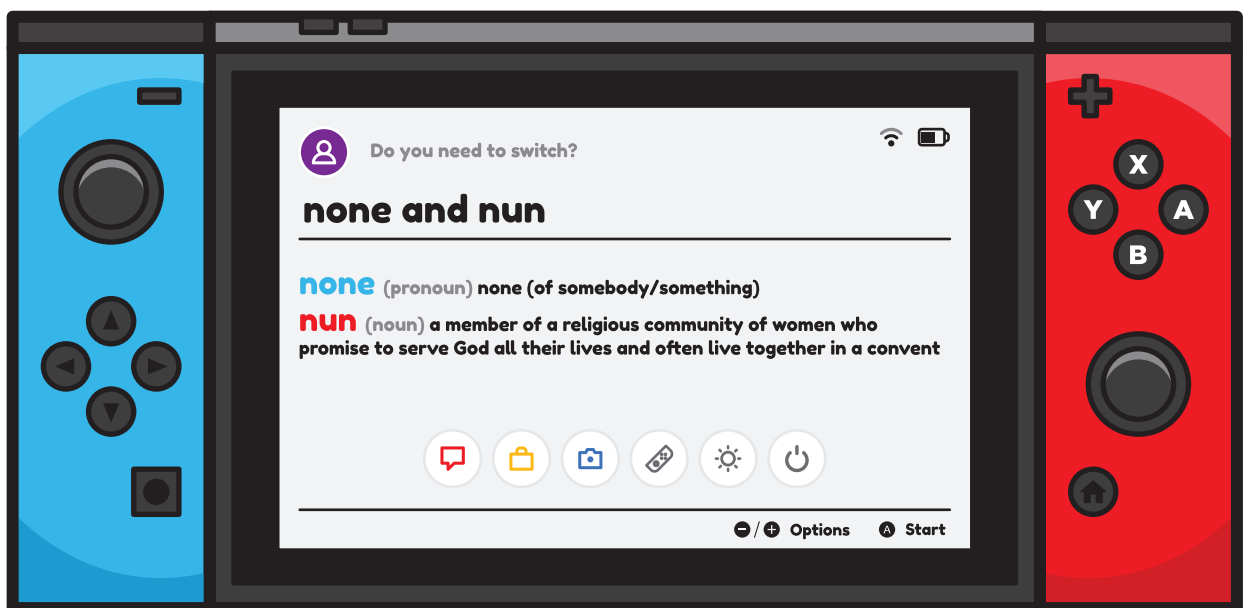 Do you need to switch?
none and nun
none (pronoun) none (of somebody/something)
nun (noun) a member of a religious community of women who
promise to serve God all their lives and often live together in a convent
X
Y A
B
−/+ Options A Start